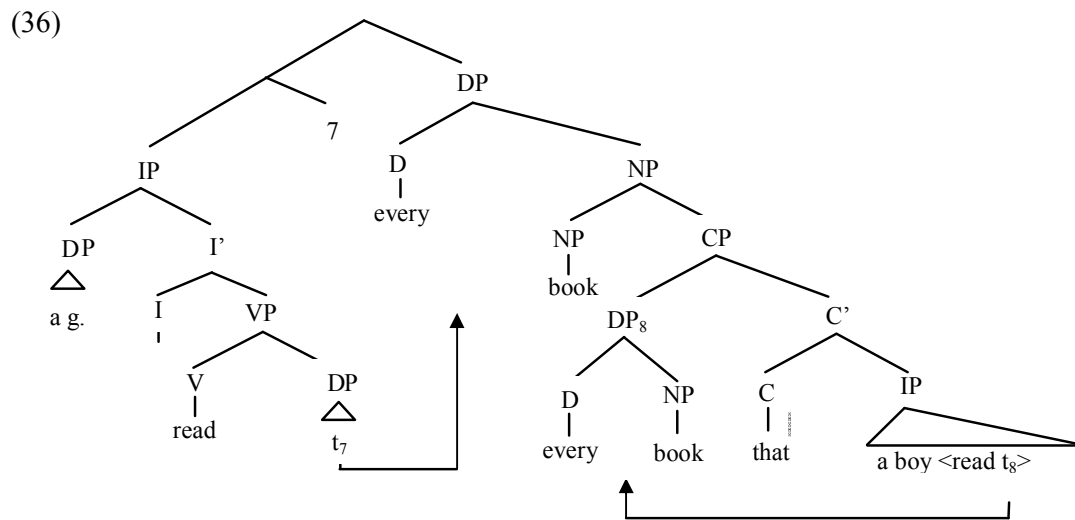 (36)
DP
7
IP
D
NP
every
DP
I'
NP
CP
book
a g.
I
VP
DP₈
C'
V
DP
D
NP
C
IP
read
t₇
every
book
that
a boy <read t₈>